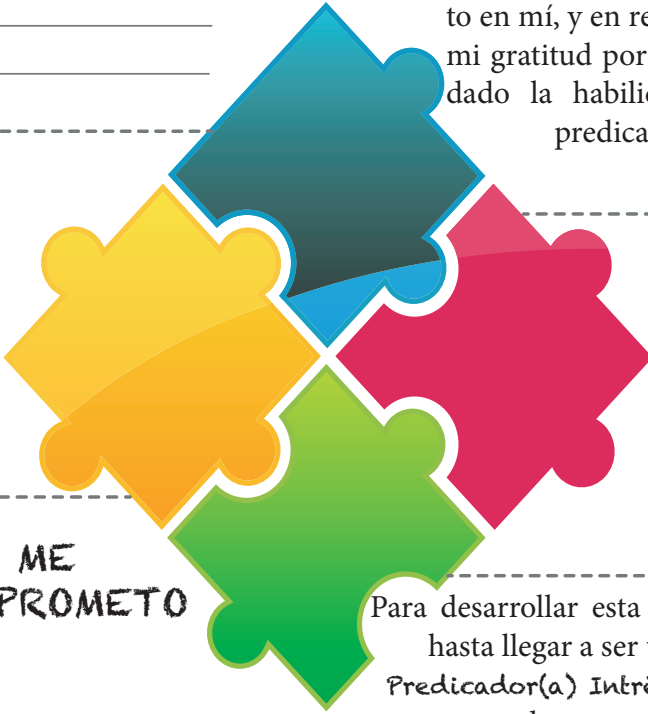 to en mí, y en re
mi gratitud por
dado la habili
predica
ME
PROMETO
Para desarrollar esta
hasta llegar a ser
Predicador(a) Intré